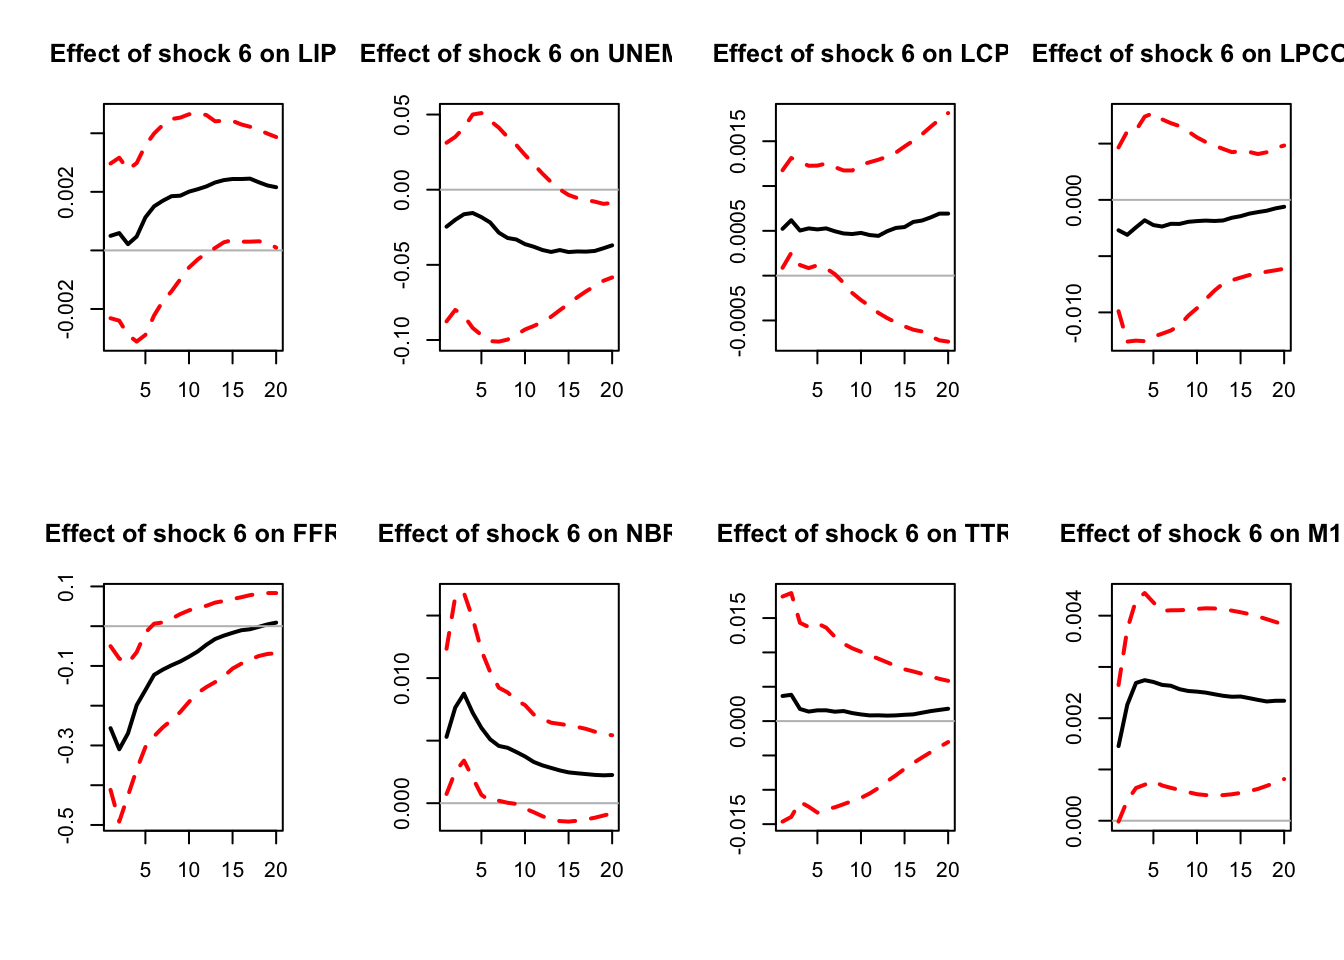 Effect of shock 6 on LIP
Effect of shock 6 on UNEM
Effect of shock 6 on LCP
Effect of shock 6 on LPCO
0.002
-0.002
5 10 15 20
0.05
0.00
-0.05
-0.10
5 10 15 20
0.0015
0.0005
-0.0005
5 10 15 20
0.000
-0.010
5 10 15 20
Effect of shock 6 on FFR
Effect of shock 6 on NBR
Effect of shock 6 on TTR
Effect of shock 6 on M1
0.1
-0.1
-0.3
-0.5
5 10 15 20
0.010
0.000
5 10 15 20
0.015
0.000
-0.015
5 10 15 20
0.004
0.002
0.000
5 10 15 20